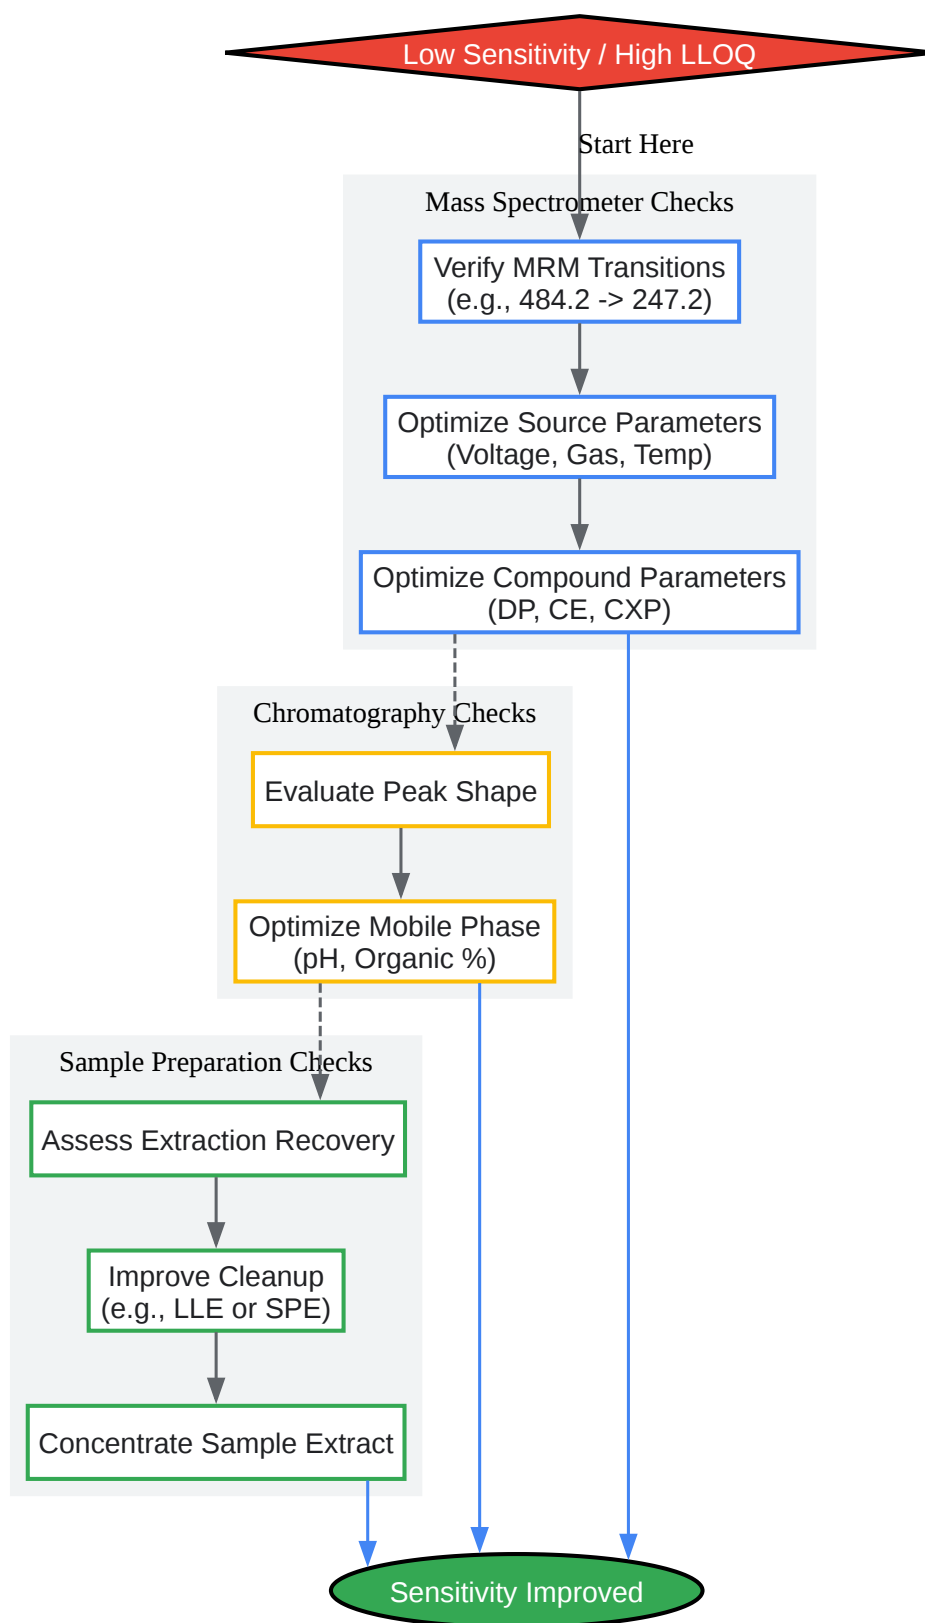 Low Sensitivity / High LLOQ
Start Here
Mass Spectrometer Checks
Verify MRM Transitions
(e.g., 484.2 -> 247.2)
Optimize Source Parameters
(Voltage, Gas, Temp)
Optimize Compound Parameters
(DP, CE, CXP)
Chromatography Checks
Evaluate Peak Shape
Optimize Mobile Phase
(pH, Organic %)
Sample Preparation Checks
Assess Extraction Recovery
Improve Cleanup
(e.g., LLE or SPE)
Concentrate Sample Extract
Sensitivity Improved